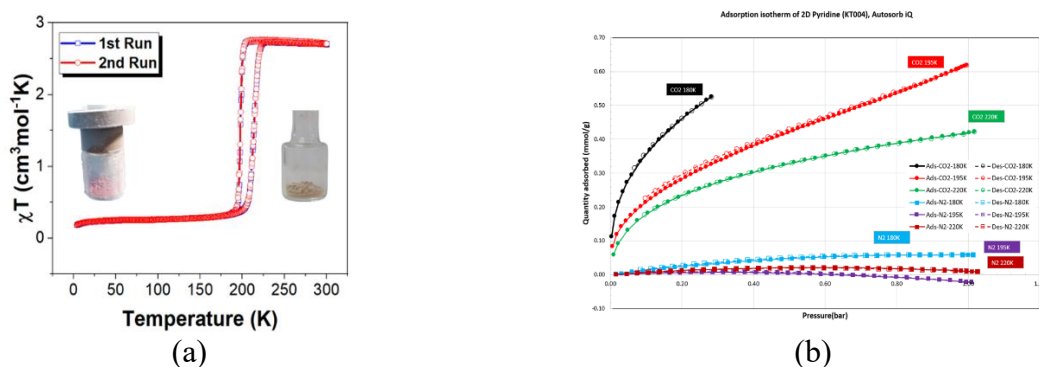 3
2
1
0
χT (cm³mol⁻¹K)
1st Run
2nd Run
0 50 100 150 200 250 300
Temperature (K)
(a)
Adsorption isotherm of 2D Pyridine (KT004), Autosorb iQ
0.70
0.60
0.50
0.40
0.30
0.20
0.10
0.00
-0.10
Quantity adsorbed (mmol/g)
CO2 180K
CO2 195K
CO2 220K
Ads-CO2-180K Des-CO2-180K
Ads-CO2-195K Des-CO2-195K
Ads-CO2-220K Des-CO2-220K
Ads-N2-180K Des-N2-180K
Ads-N2-195K Des-N2-195K
Ads-N2-220K Des-N2-220K
N2 180K
N2 195K
N2 220K
0.00 0.20 0.40 0.60 0.80
Pressure(bar)
(b)